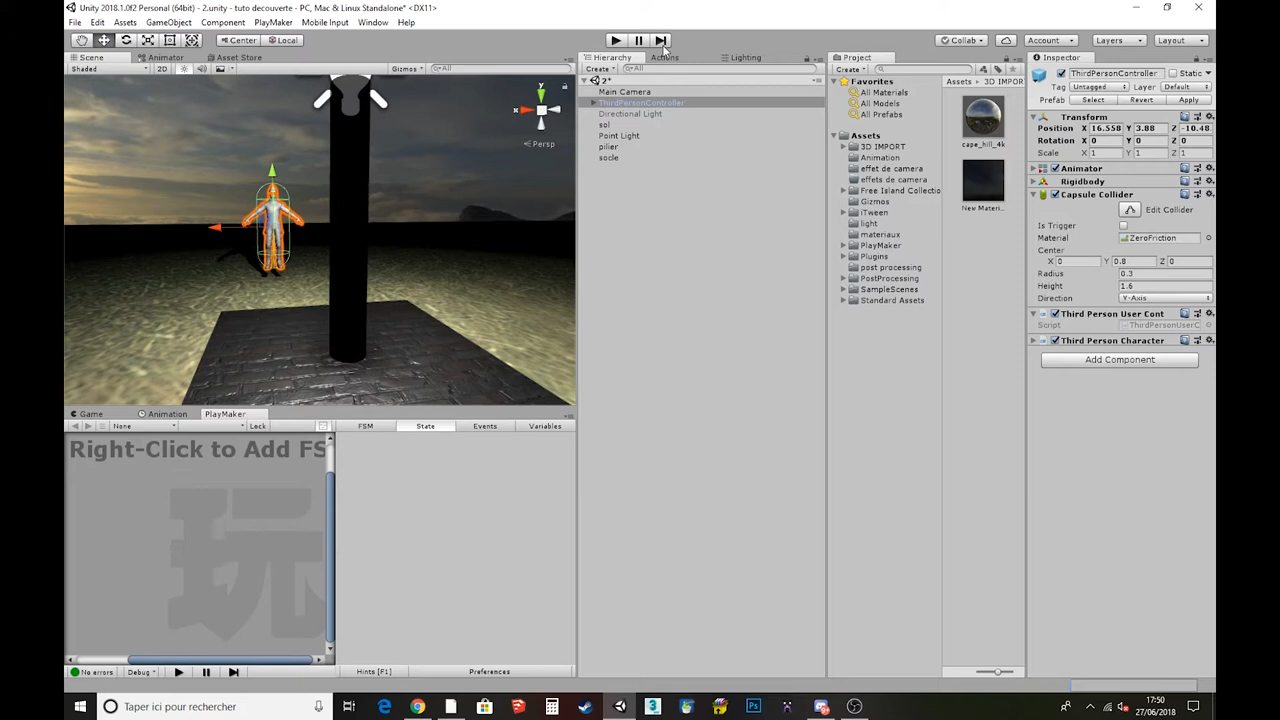 Unity 2018.1.0f2 Personal (64bit) - 2.unity - tuto decouverte - PC, Mac & Linux Standalone* <DX11>
File Edit Assets GameObject Component PlayMaker Mobile Input Window Help
Center Local Collab Account Layers Layout
Scene Animator Asset Store Hierarchy Actions Lighting Project Inspector
Shaded 2D Gizmos All
Create All
2*
Main Camera
ThirdPersonController
Directional Light
sol
Point Light
pilier
socle
y
x
Persp
Create
Favorites
All Materials
All Models
All Prefabs
Assets
3D IMPORT
Animation
effet de camera
effets de camera
Free Island Collectio
Gizmos
iTween
light
materiaux
PlayMaker
Plugins
post processing
PostProcessing
SampleScenes
Standard Assets
Assets 3D IMPOR
cape_hill_4k
New Materi...
ThirdPersonController Static
Tag Untagged Layer Default
Prefab Select Revert Apply
Transform
Position X 16.558 Y 3.88 Z -10.48
Rotation X 0 Y 0 Z 0
Scale X 1 Y 1 Z 1
Animator
Rigidbody
Capsule Collider
Edit Collider
Is Trigger
Material ZeroFriction
Center
X 0 Y 0.8 Z 0
Radius 0.3
Height 1.6
Direction Y-Axis
Third Person User Cont
Script ThirdPersonUserC
Third Person Character
Add Component
Game Animation PlayMaker
None Lock FSM State Events Variables
Right-Click to Add FS
玩
No errors Debug Hints [F1] Preferences
Taper ici pour rechercher
17:50
27/06/2018